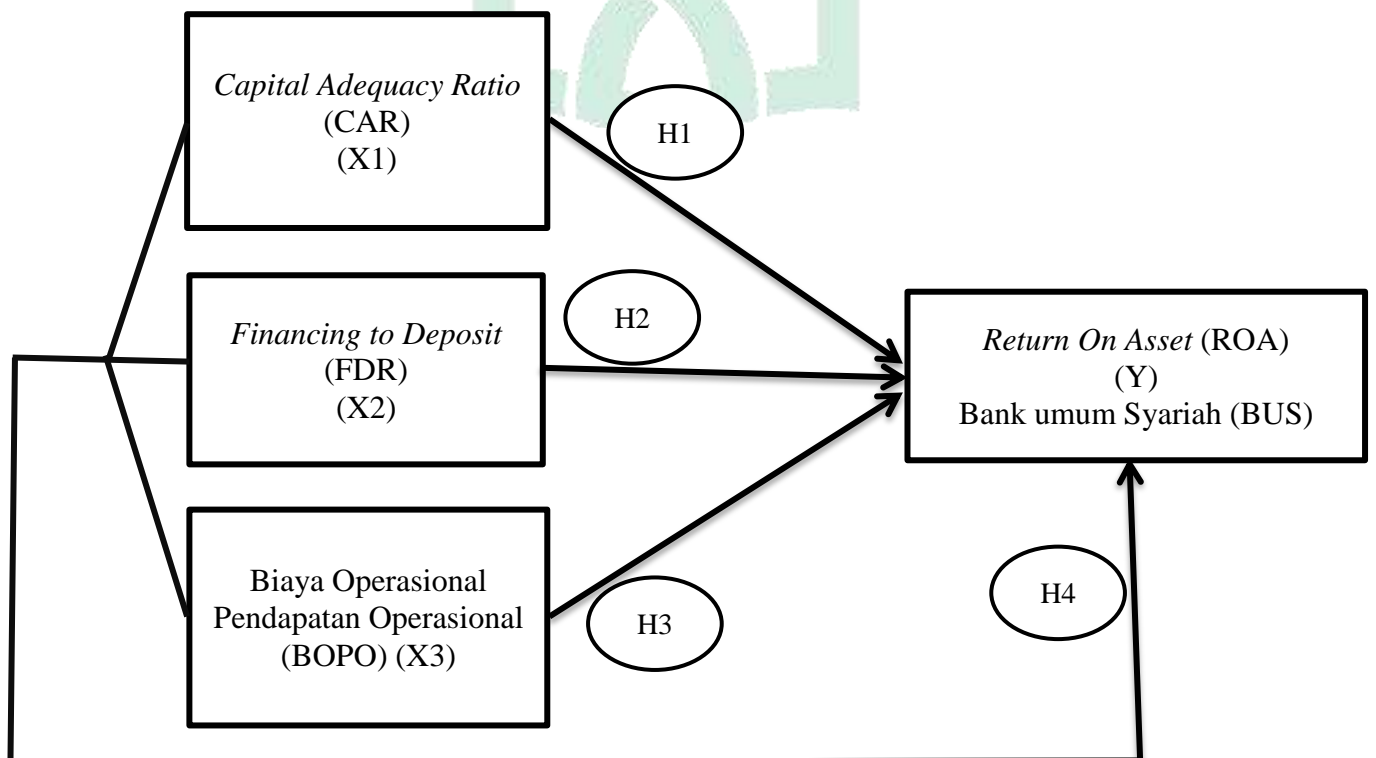 Capital Adequacy Ratio
(CAR)
(X1)
H1
Financing to Deposit
(FDR)
(X2)
H2
Return On Asset (ROA)
(Y)
Bank umum Syariah (BUS)
Biaya Operasional
Pendapatan Operasional
(BOPO) (X3)
H3
H4